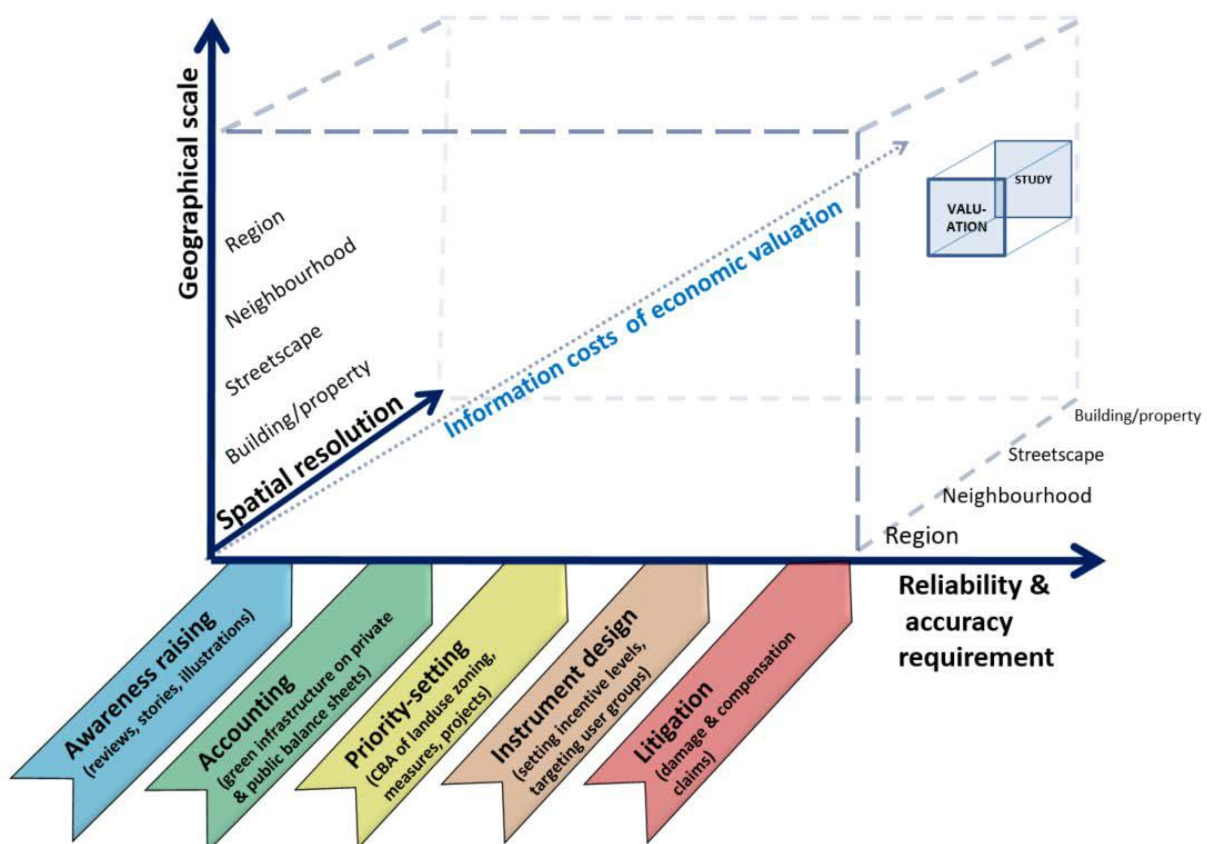 Geographical scale
Region
Neighbourhood
Streetscape
Building/property
Spatial resolution
Information costs of economic valuation
STUDY
VALU-
ATION
Building/property
Streetscape
Neighbourhood
Region
Reliability &
accuracy
requirement
Awareness raising
(reviews, stories, illustrations)
Accounting
(green infrastructure on private
& public balance sheets)
Priority-setting
(CBA of landuse zoning,
measures, projects)
Instrument design
(setting incentive levels,
targeting user groups)
Litigation
(damage & compensation
claims)